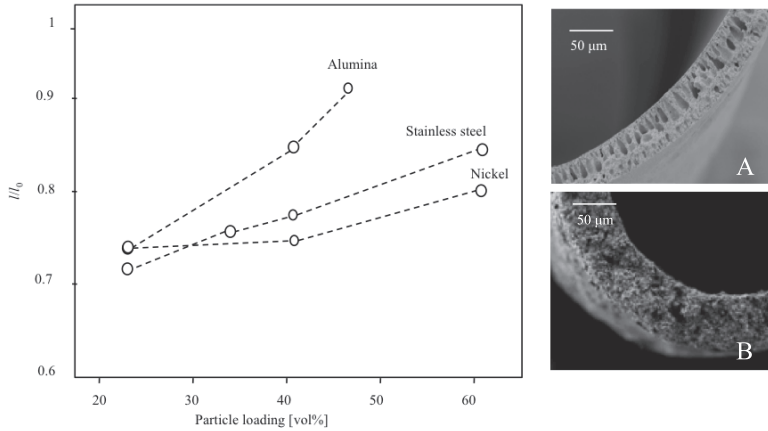 1
0.9
0.8
0.7
0.6
l/l₀
20 30 40 50 60
Particle loading [vol%]
Alumina
Stainless steel
Nickel
50 μm
A
50 μm
B